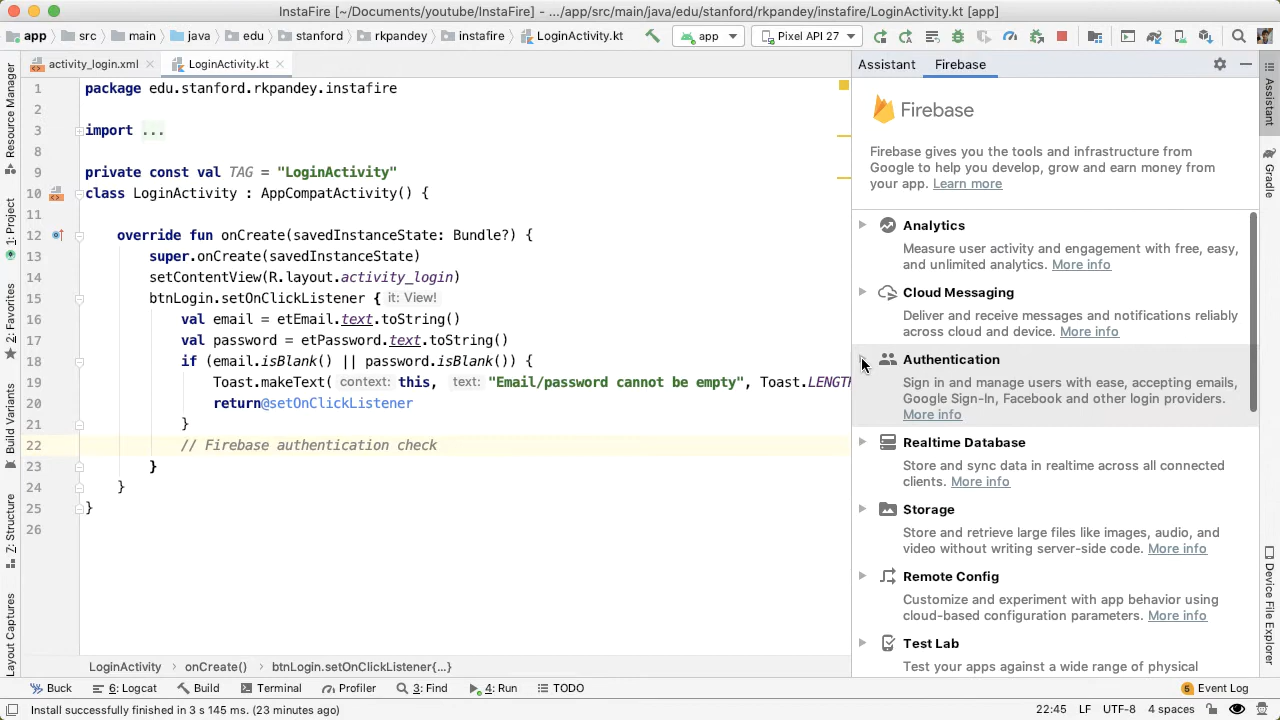 InstaFire [~/Documents/youtube/InstaFire] - .../app/src/main/java/edu/stanford/rkpandey/instafire/LoginActivity.kt [app]
app
src
main
java
edu
stanford
rkpandey
instafire
LoginActivity.kt
app
Pixel API 27
activity_login.xml
LoginActivity.kt
Assistant
Firebase
Resource Manager
1: Project
2: Favorites
Build Variants
Z: Structure
Layout Captures
1 package edu.stanford.rkpandey.instafire
2
3 import ...
8
9 private const val TAG = "LoginActivity"
10 class LoginActivity : AppCompatActivity() {
11
12 override fun onCreate(savedInstanceState: Bundle?) {
13 super.onCreate(savedInstanceState)
14 setContentView(R.layout.activity_login)
15 btnLogin.setOnClickListener { it: View!
16 val email = etEmail.text.toString()
17 val password = etPassword.text.toString()
18 if (email.isBlank() || password.isBlank()) {
19 Toast.makeText( context: this, text: "Email/password cannot be empty", Toast.LENGTH
20 return@setOnClickListener
21 }
22 // Firebase authentication check
23 }
24 }
25 }
26
Firebase
Firebase gives you the tools and infrastructure from
Google to help you develop, grow and earn money from
your app. Learn more
Analytics
Measure user activity and engagement with free, easy,
and unlimited analytics. More info
Cloud Messaging
Deliver and receive messages and notifications reliably
across cloud and device. More info
Authentication
Sign in and manage users with ease, accepting emails,
Google Sign-In, Facebook and other login providers.
More info
Realtime Database
Store and sync data in realtime across all connected
clients. More info
Storage
Store and retrieve large files like images, audio, and
video without writing server-side code. More info
Remote Config
Customize and experiment with app behavior using
cloud-based configuration parameters. More info
Test Lab
Test your apps against a wide range of physical
Assistant
Gradle
Device File Explorer
LoginActivity › onCreate() › btnLogin.setOnClickListener{...}
Buck
6: Logcat
Build
Terminal
Profiler
3: Find
4: Run
TODO
6 Event Log
Install successfully finished in 3 s 145 ms. (23 minutes ago)
22:45 LF UTF-8 4 spaces